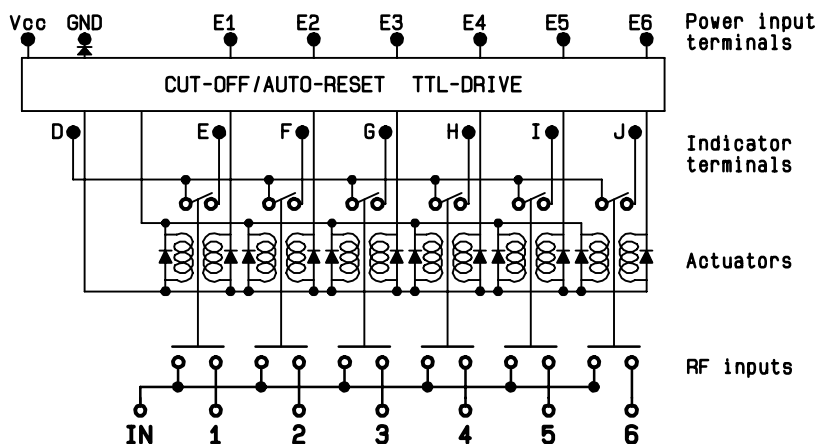 Vcc GND E1 E2 E3 E4 E5 E6 Power input
terminals
CUT-OFF/AUTO-RESET TTL-DRIVE
D E F G H I J Indicator
terminals
Actuators
RF inputs
IN 1 2 3 4 5 6